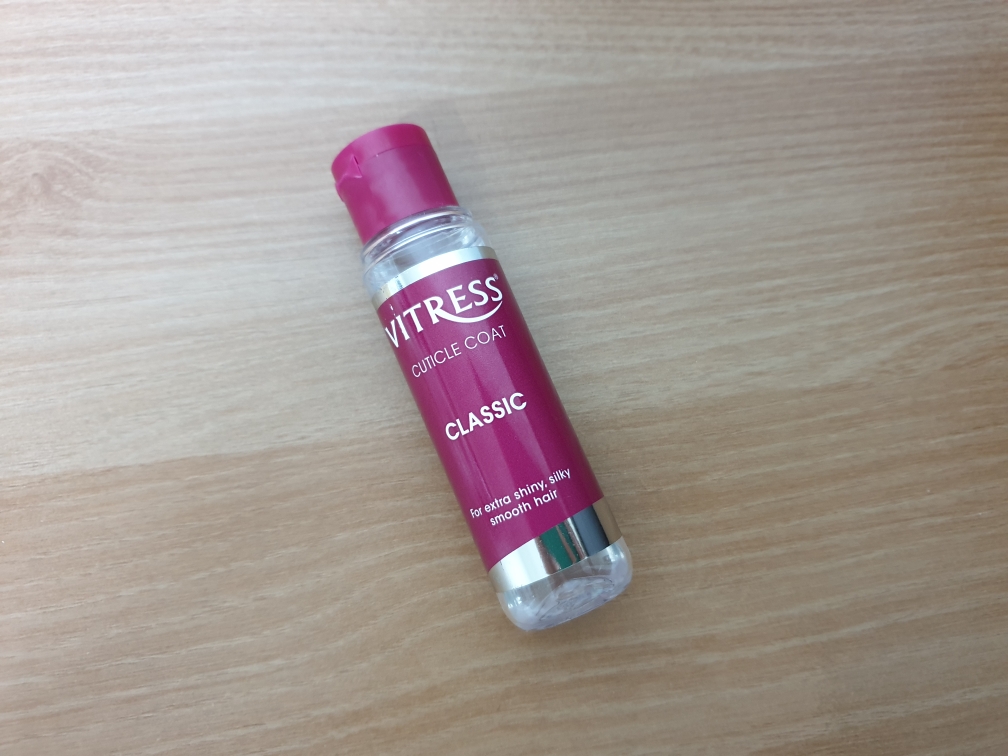 VITRESS®
CUTICLE COAT
CLASSIC
For extra shiny, silky
smooth hair